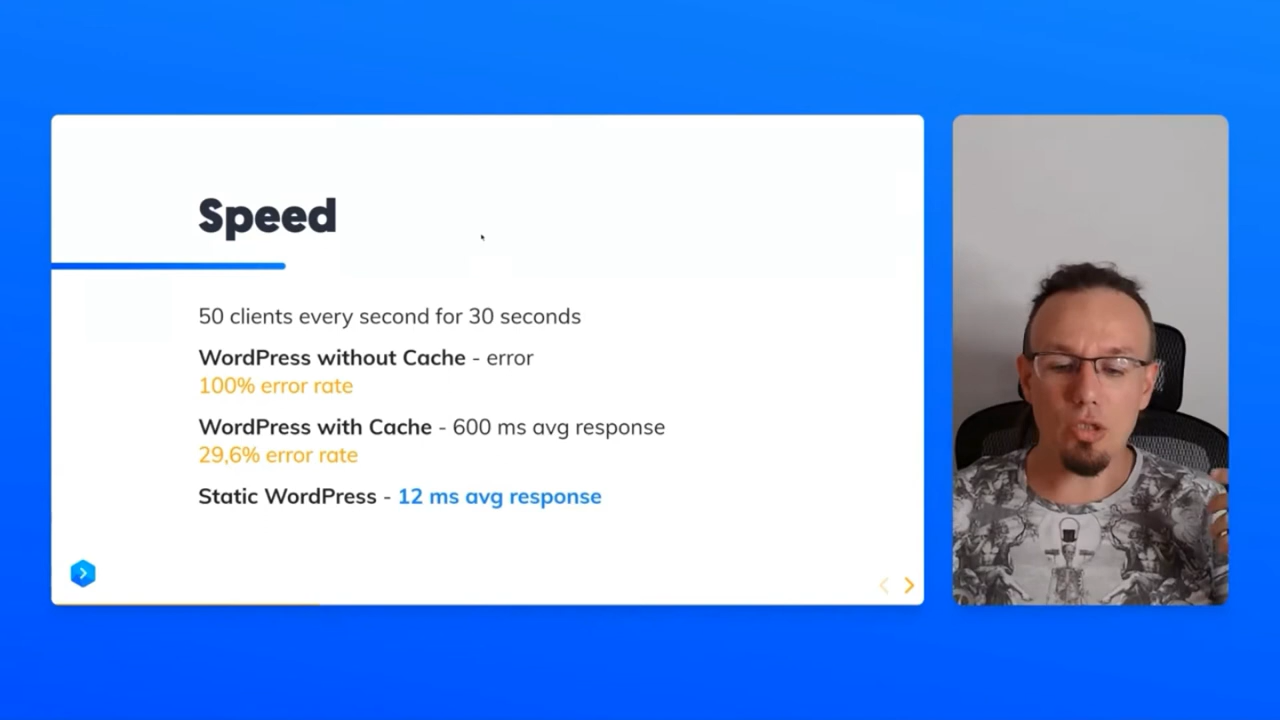 Speed
50 clients every second for 30 seconds
WordPress without Cache - error
100% error rate
WordPress with Cache - 600 ms avg response
29,6% error rate
Static WordPress - 12 ms avg response